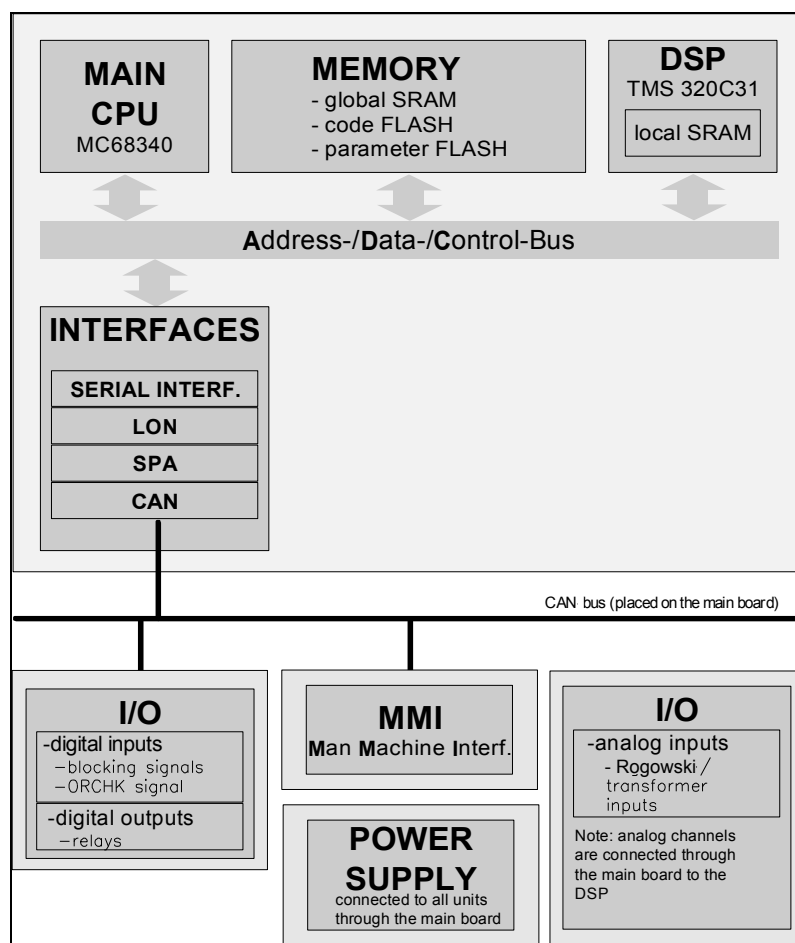 MAIN
CPU
MC68340
MEMORY
- global SRAM
- code FLASH
- parameter FLASH
DSP
TMS 320C31
local SRAM
Address-/Data-/Control-Bus
INTERFACES
SERIAL INTERF.
LON
SPA
CAN
CAN bus (placed on the main board)
I/O
-digital inputs
-blocking signals
-ORCHK signal
-digital outputs
-relays
MMI
Man Machine Interf.
POWER
SUPPLY
connected to all units
through the main board
I/O
-analog inputs
- Rogowski/
transformer
inputs
Note: analog channels
are connected through
the main board to the
DSP